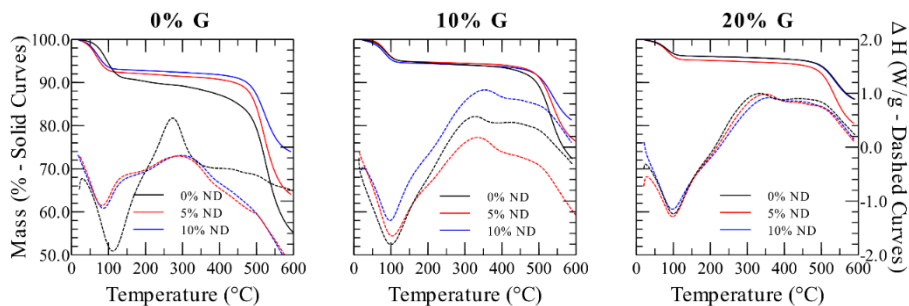 0% G
10% G
20% G
Mass (% - Solid Curves)
100.0
90.0
80.0
70.0
60.0
50.0
0% ND
5% ND
10% ND
0 100 200 300 400 500 600
Temperature (°C)
0% ND
5% ND
10% ND
0 100 200 300 400 500 600
Temperature (°C)
0% ND
5% ND
10% ND
0 100 200 300 400 500 600
Temperature (°C)
2.0
1.0
0.0
-1.0
-2.0
Δ H (W/g - Dashed Curves)